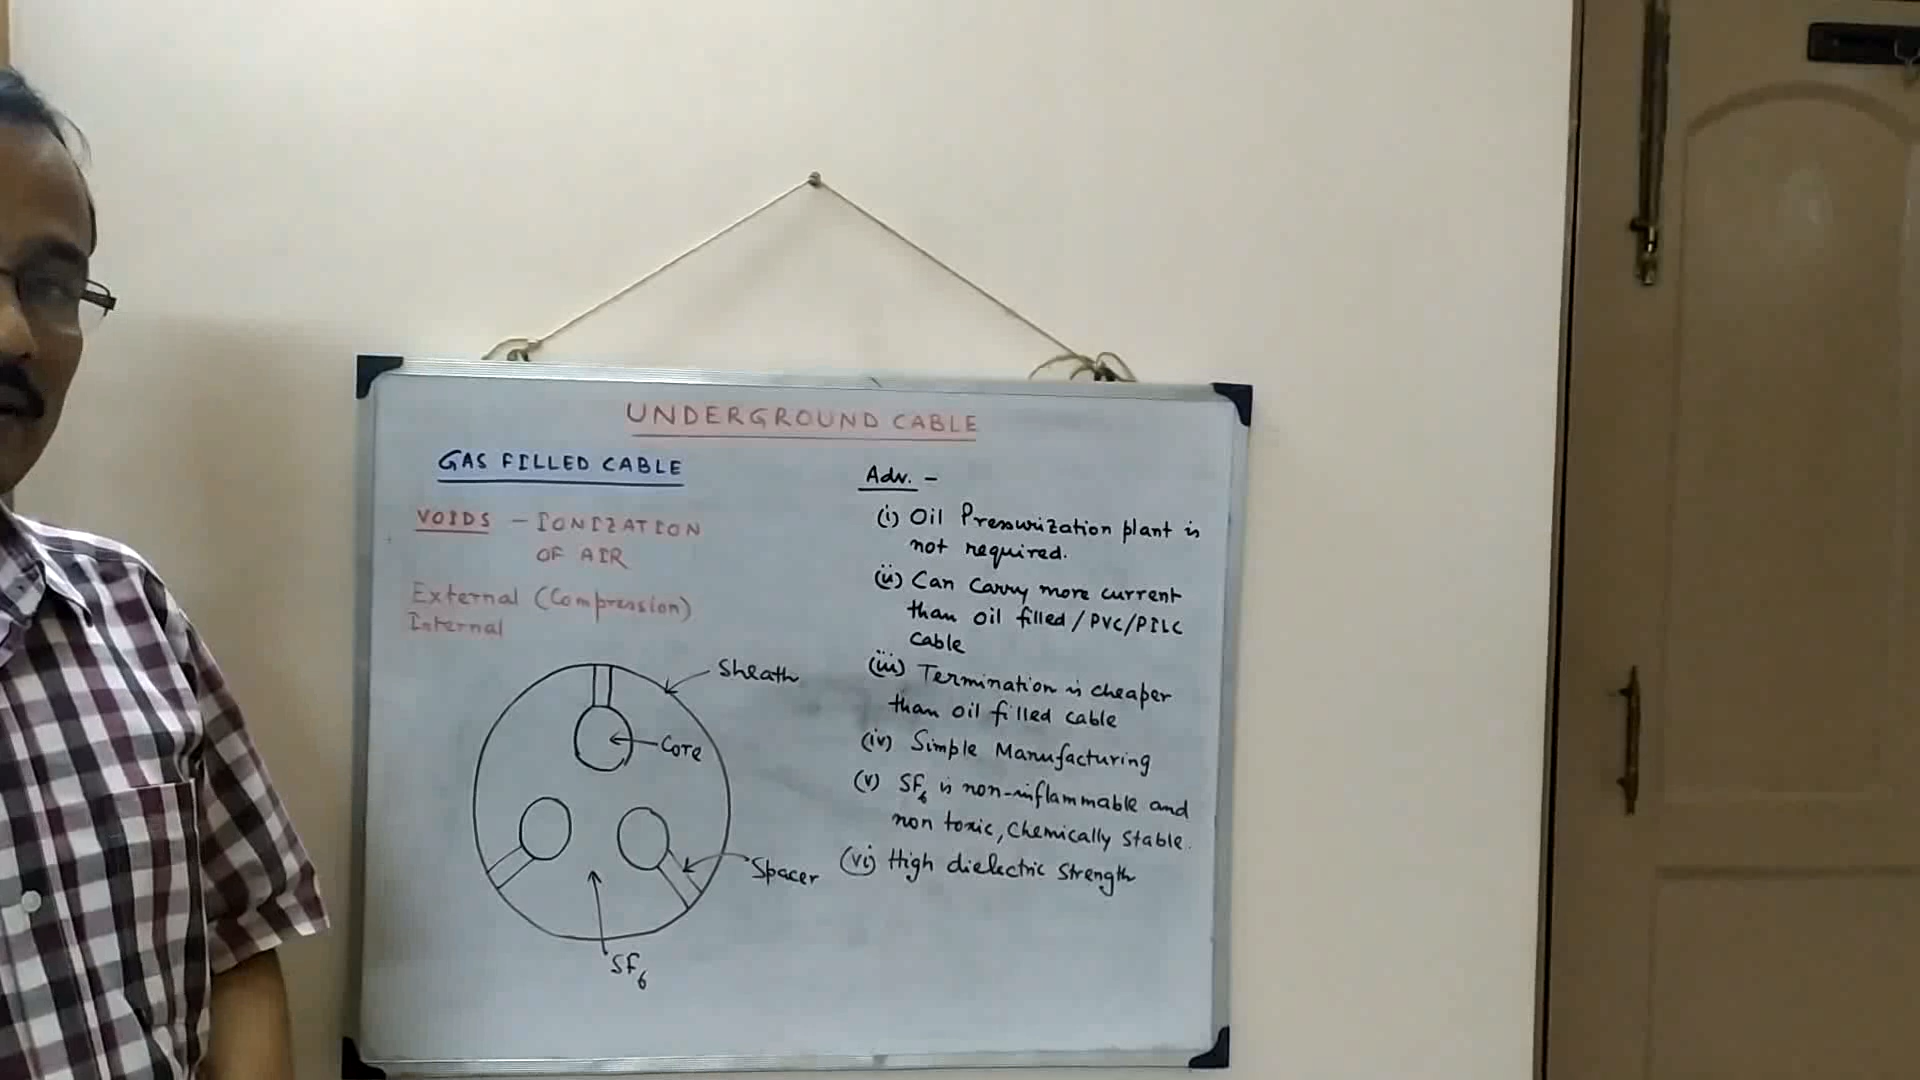 UNDERGROUND CABLE
GAS FILLED CABLE
VOIDS - IONIZATION
OF AIR
External (Compression)
Internal
Sheath
Core
Spacer
SF₆
Adv. -
(i) Oil Pressurization plant is
not required.
(ii) Can carry more current
than oil filled/PVC/PILC
Cable
(iii) Termination is cheaper
than oil filled cable
(iv) Simple Manufacturing
(v) SF₆ is non-inflammable and
non toxic, Chemically stable.
(vi) High dielectric strength